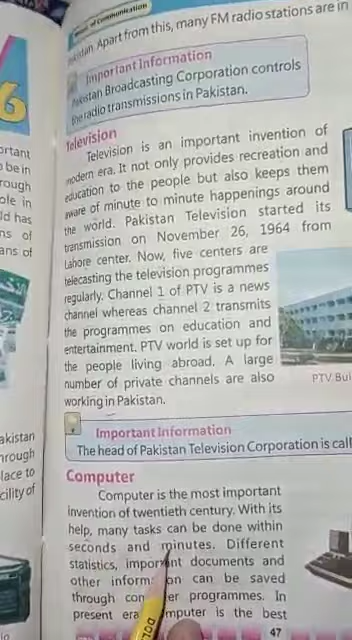 Means of Communication
Apart from this, many FM radio stations are in
Important Information
Pakistan Broadcasting Corporation controls
the radio transmissions in Pakistan.
Television
Television is an important invention of
modern era. It not only provides recreation and
education to the people but also keeps them
aware of minute to minute happenings around
the world. Pakistan Television started its
transmission on November 26, 1964 from
Lahore center. Now, five centers are
telecasting the television programmes
regularly. Channel 1 of PTV is a news
channel whereas channel 2 transmits
the programmes on education and
entertainment. PTV world is set up for
the people living abroad. A large
number of private channels are also
working in Pakistan.
PTV Bui
Important Information
The head of Pakistan Television Corporation is call
Computer
Computer is the most important
invention of twentieth century. With its
help, many tasks can be done within
seconds and minutes. Different
statistics, important documents and
other can be saved
through programmes. In
present era is the best
47
6